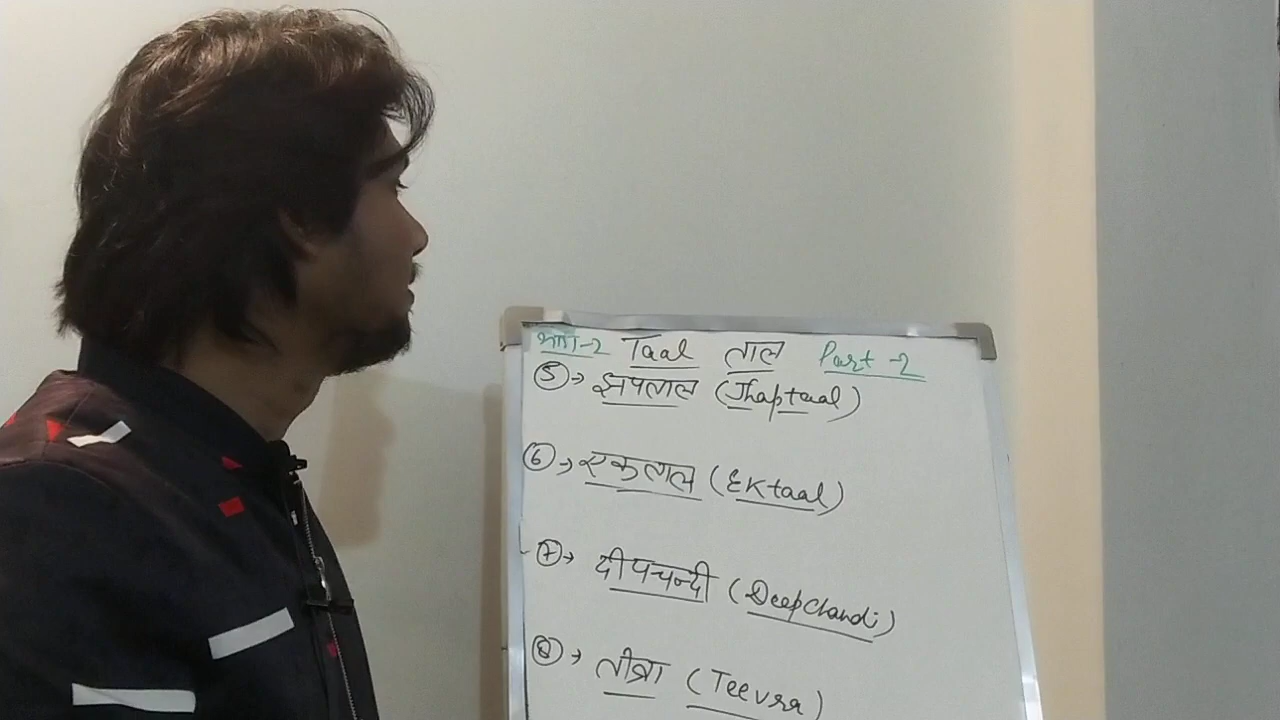 भाग-2 Taal ताल Part-2
⑤→ झपताल (Jhaptaal)
⑥→ एकताल (Ektaal)
⑦→ दीपचन्दी (Deepchandi)
⑧→ तीव्रा (Teevra)